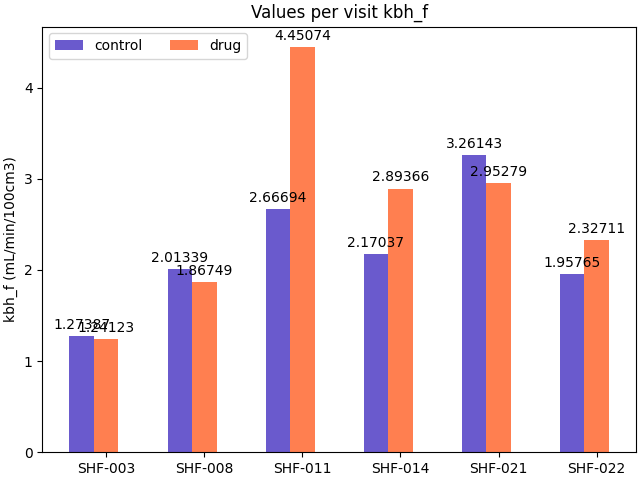 Values per visit kbh_f
control
drug
kbh_f (mL/min/100cm3)
4
3
2
1
0
1.27387
1.24123
2.01339
1.86749
2.66694
4.45074
2.17037
2.89366
3.26143
2.95279
1.95765
2.32711
SHF-003
SHF-008
SHF-011
SHF-014
SHF-021
SHF-022